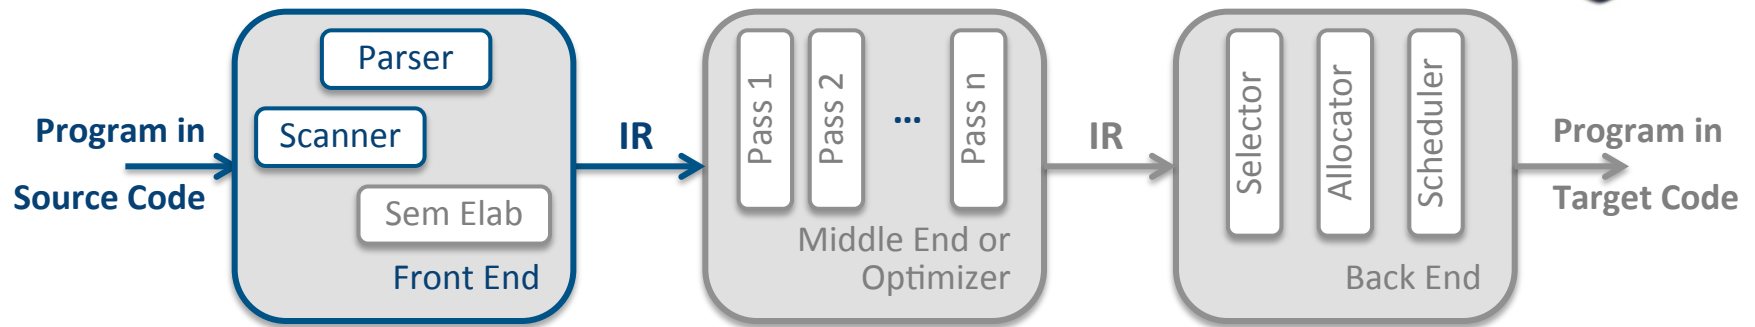 Program in
Source Code
Parser
Scanner
Sem Elab
Front End
IR
Pass 1
Pass 2
...
Pass n
Middle End or
Optimizer
IR
Selector
Allocator
Scheduler
Back End
Program in
Target Code